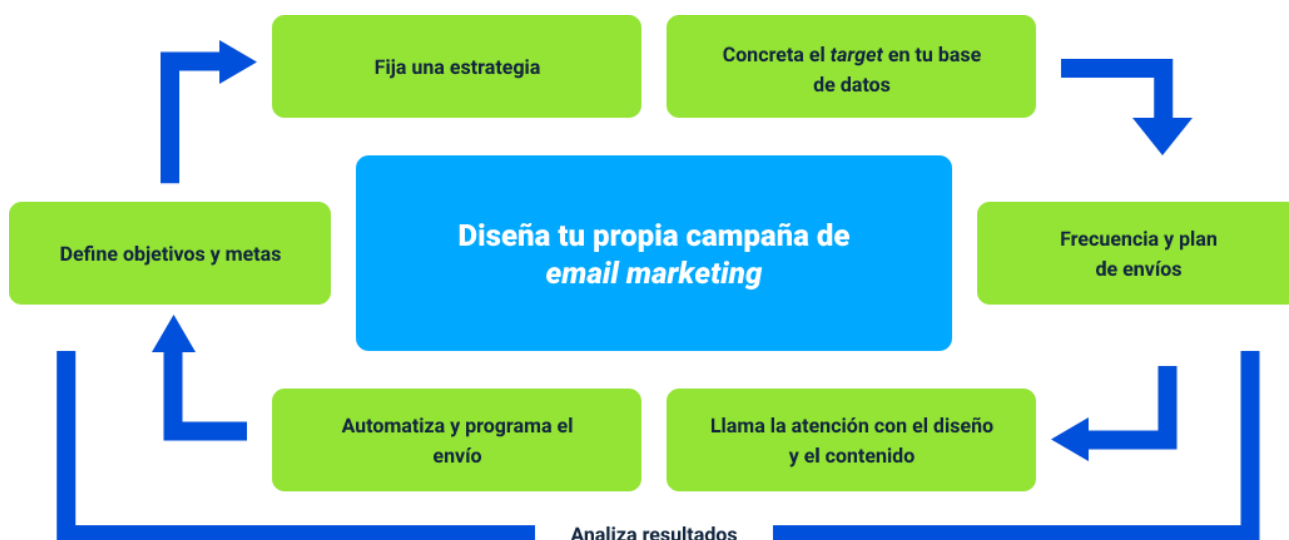 Fija una estrategia
Concreta el target en tu base
de datos
Diseña tu propia campaña de
email marketing
Define objetivos y metas
Frecuencia y plan
de envíos
Automatiza y programa el
envío
Llama la atención con el diseño
y el contenido
Analiza resultados